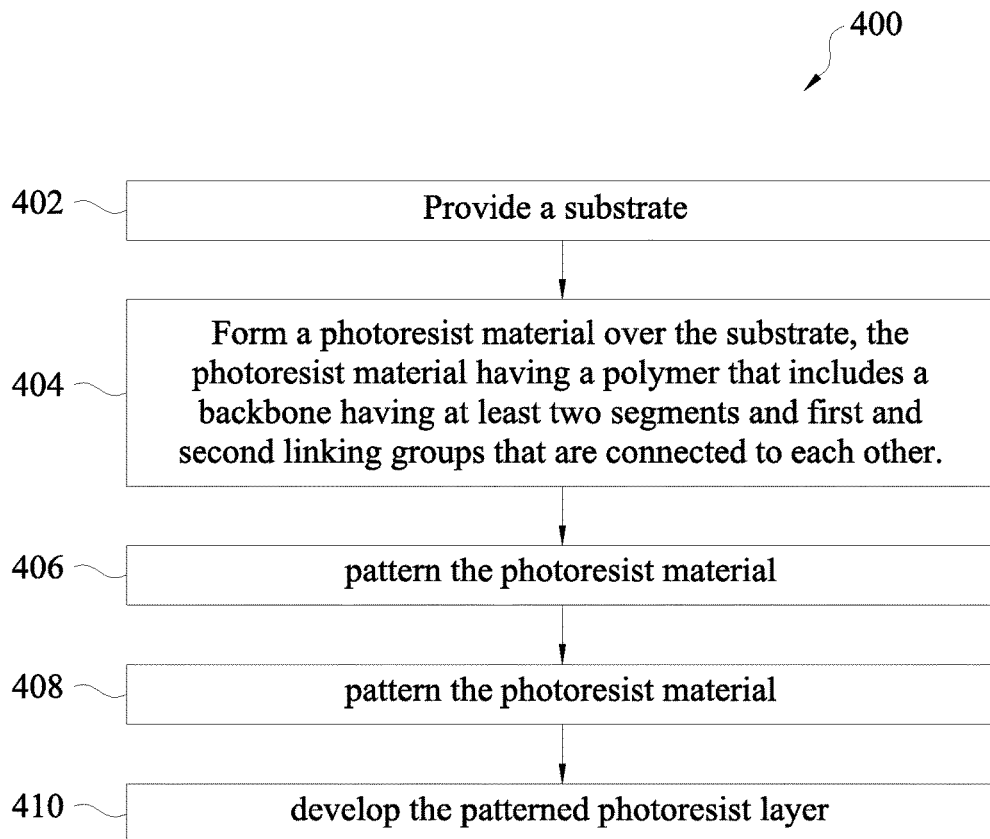 400
402
Provide a substrate
404
Form a photoresist material over the substrate, the
photoresist material having a polymer that includes a
backbone having at least two segments and first and
second linking groups that are connected to each other.
406
pattern the photoresist material
408
pattern the photoresist material
410
develop the patterned photoresist layer